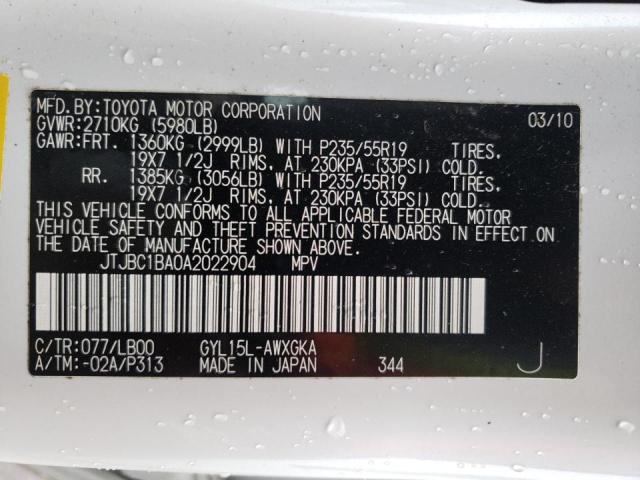 MFD.BY:TOYOTA MOTOR CORPORATION 03/10
GVWR:2710KG (5980LB)
GAWR:FRT. 1360KG (2999LB) WITH P235/55R19 TIRES,
19X7 1/2J RIMS, AT 230KPA (33PSI) COLD.
RR. 1385KG (3056LB) WITH P235/55R19 TIRES,
19X7 1/2J RIMS, AT 230KPA (33PSI) COLD.
THIS VEHICLE CONFORMS TO ALL APPLICABLE FEDERAL MOTOR
VEHICLE SAFETY AND THEFT PREVENTION STANDARDS IN EFFECT ON
THE DATE OF MANUFACTURE SHOWN ABOVE.
JTJBC1BA0A2022904 MPV
C/TR:077/LB00 GYL15L-AWXGKA
A/TM:-02A/P313 MADE IN JAPAN 344 J